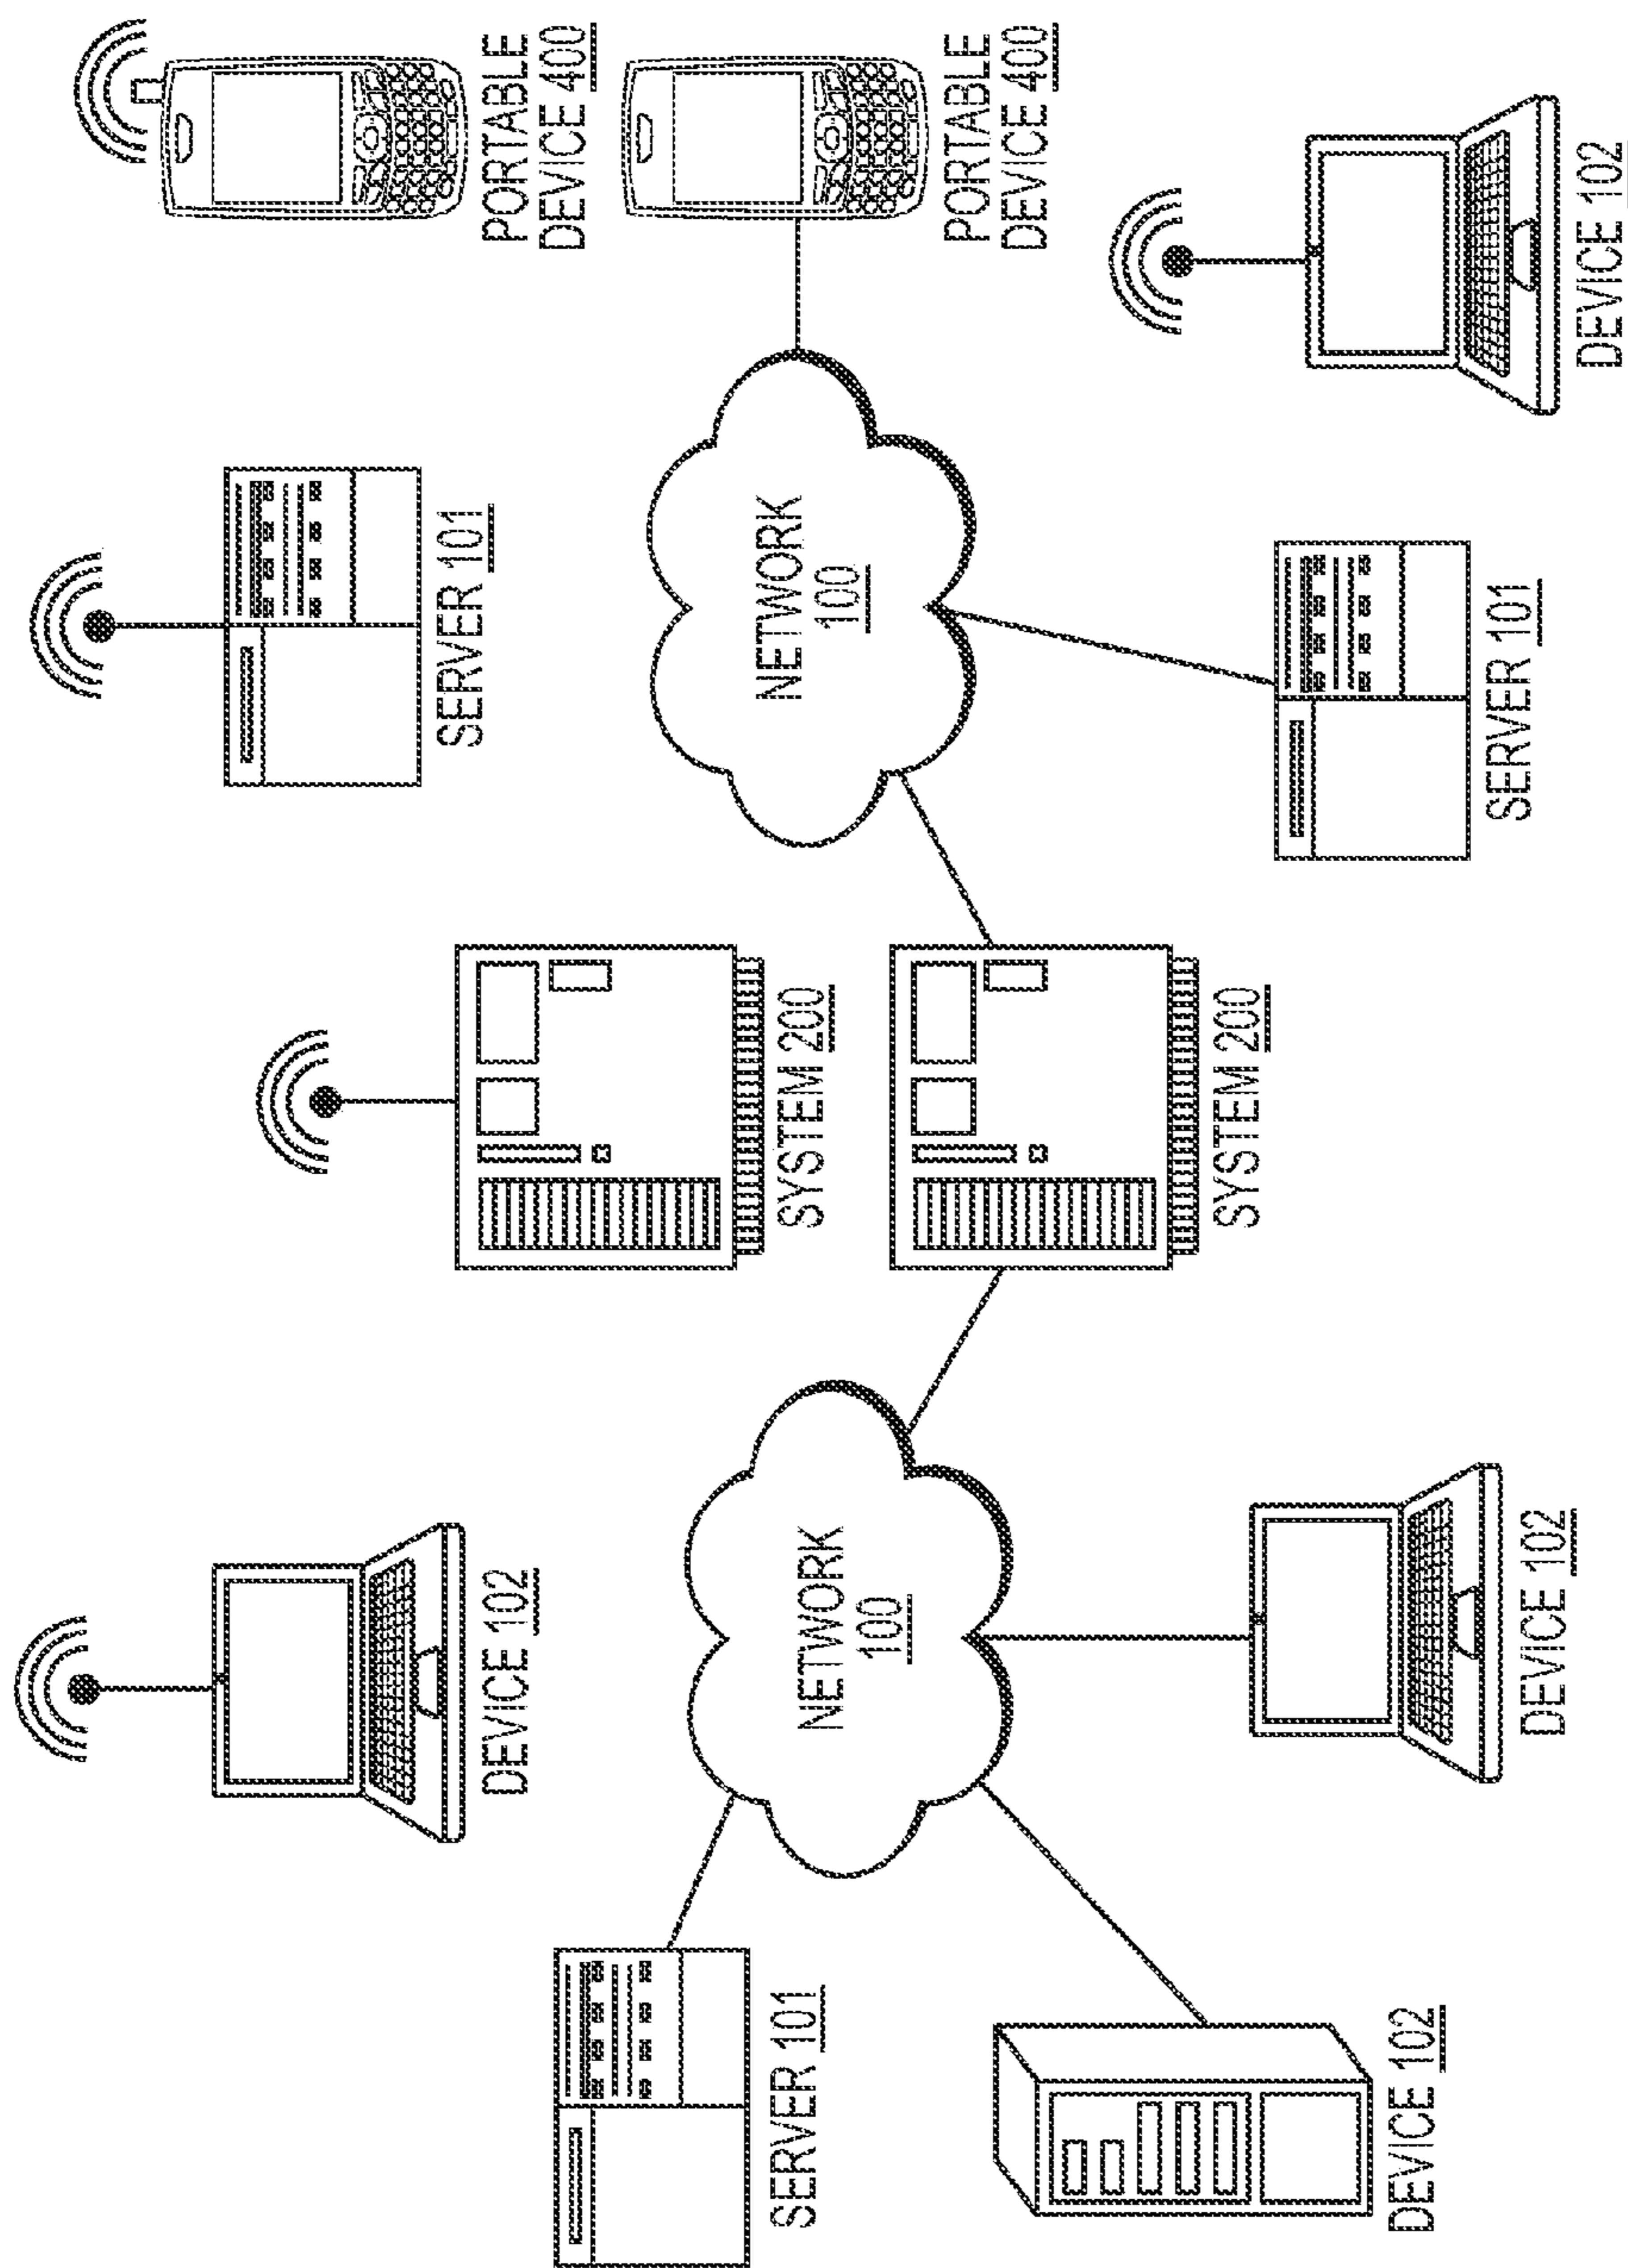 DEVICE 102
SERVER 101
PORTABLE
DEVICE 400
SERVER 101
SYSTEM 200
NETWORK
100
NETWORK
100
PORTABLE
DEVICE 400
SYSTEM 200
DEVICE 102
DEVICE 102
SERVER 101
DEVICE 102